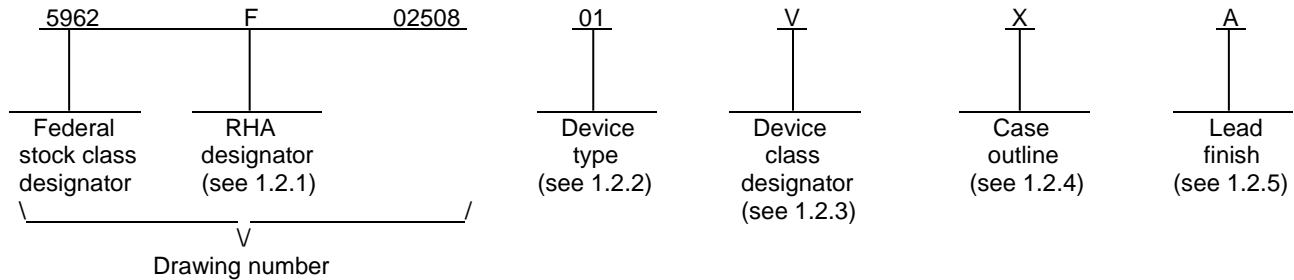 5962 F 02508 01 V X A
Federal stock class designator
RHA designator (see 1.2.1)
Device type (see 1.2.2)
Device class designator (see 1.2.3)
Case outline (see 1.2.4)
Lead finish (see 1.2.5)
Drawing number